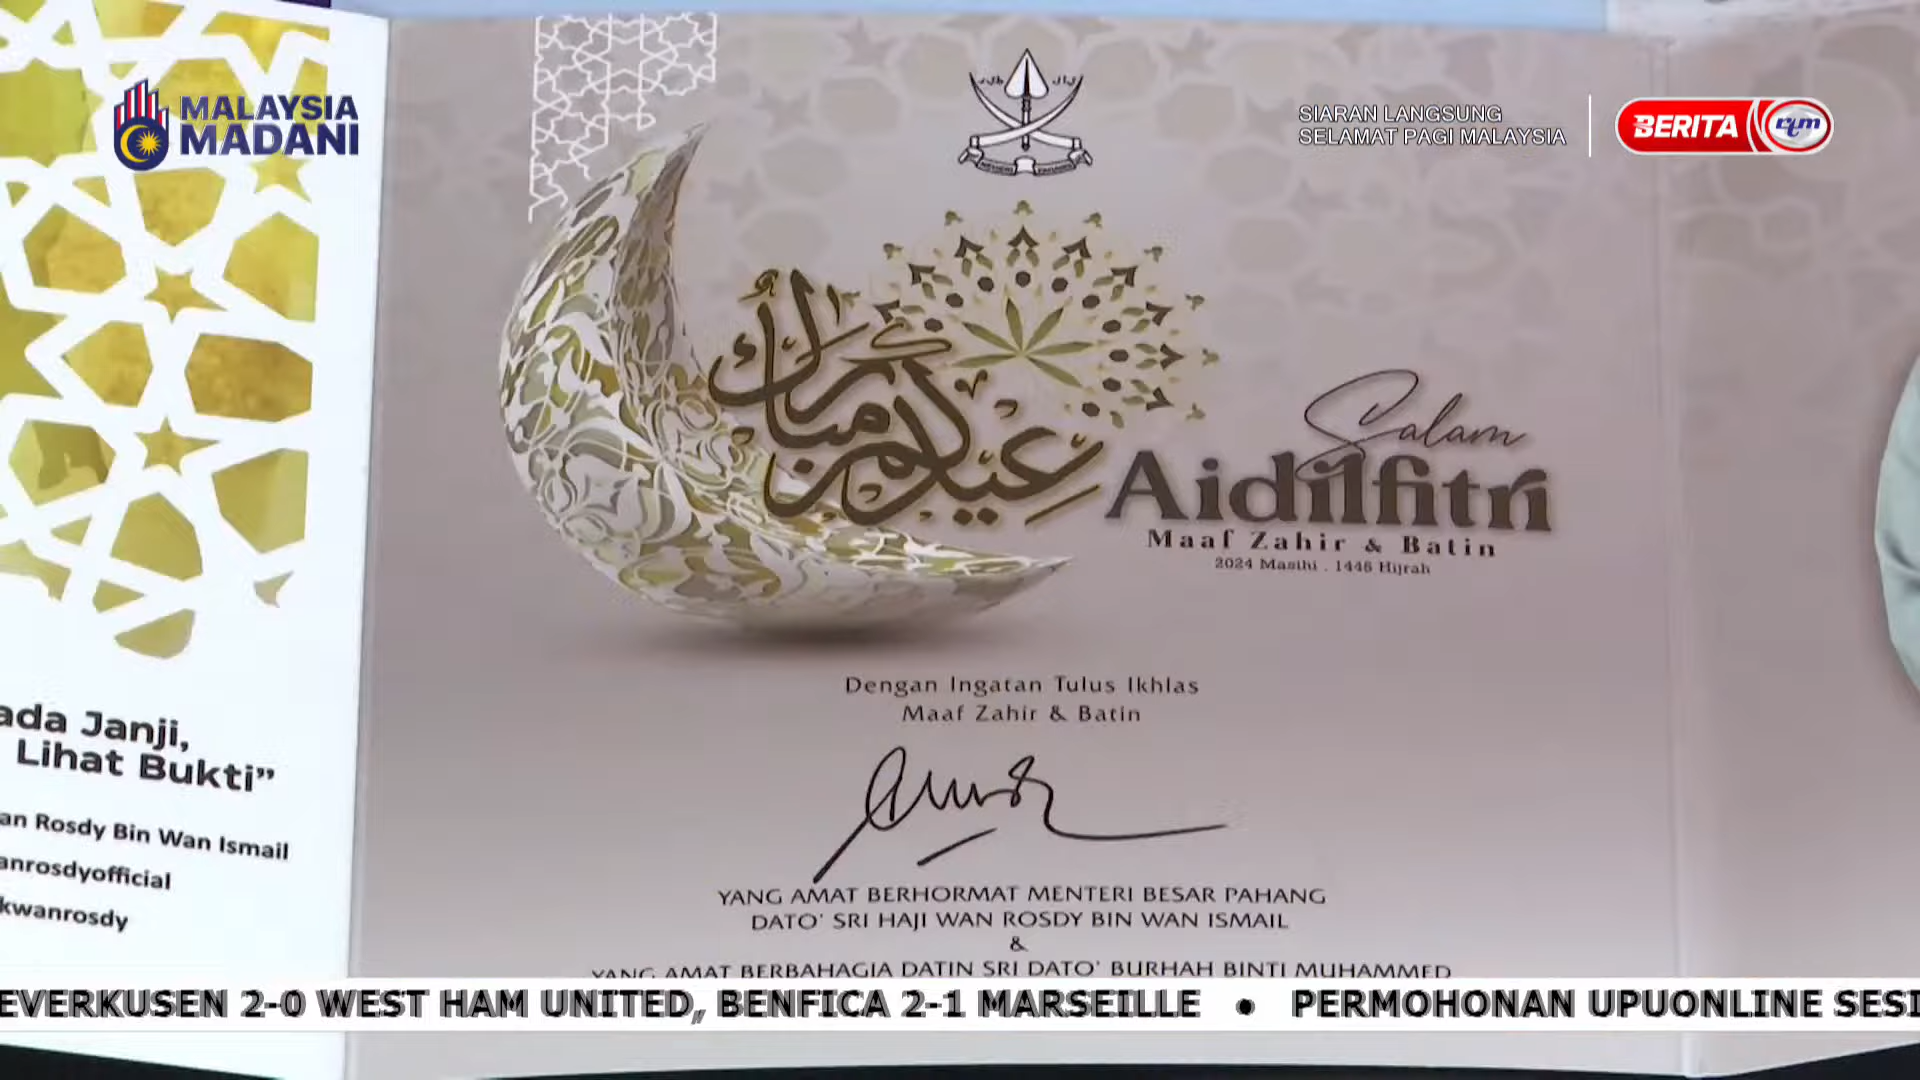 MALAYSIA
MADANI
SIARAN LANGSUNG
SELAMAT PAGI MALAYSIA
BERITA rtm
عيدكم مبارك
Salam
Aidilfitri
Maaf Zahir & Batin
2024 Masihi . 1445 Hijrah
Dengan Ingatan Tulus Ikhlas
Maaf Zahir & Batin
YANG AMAT BERHORMAT MENTERI BESAR PAHANG
DATO' SRI HAJI WAN ROSDY BIN WAN ISMAIL
&
YANG AMAT BERBAHAGIA DATIN SRI DATO' BURHAH BINTI MUHAMMED
ada Janji,
Lihat Bukti”
an Rosdy Bin Wan Ismail
anrosdyofficial
kwanrosdy
EVERKUSEN 2-0 WEST HAM UNITED, BENFICA 2-1 MARSEILLE • PERMOHONAN UPUONLINE SESI